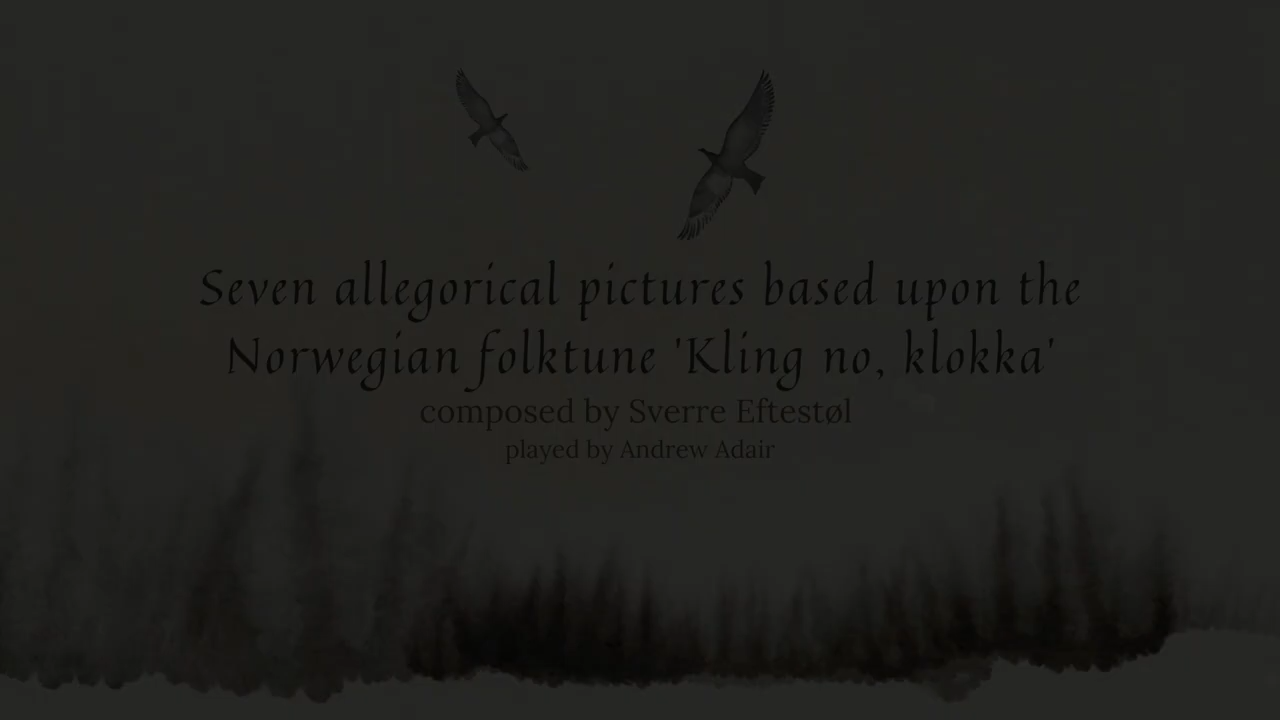 Seven allegorical pictures based upon the
Norwegian folktune 'Kling no, klokka'
composed by Sverre Eftestøl
played by Andrew Adair